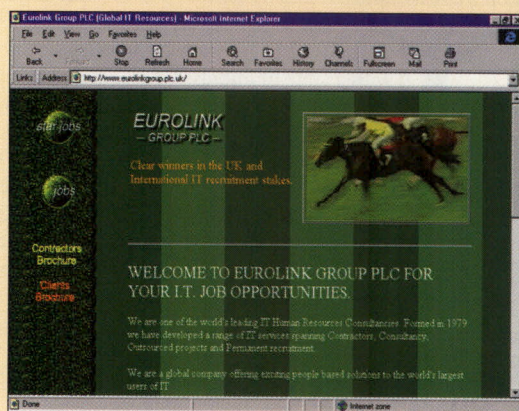 Eurolink Group PLC (Global IT Resources) - Microsoft Internet Explorer
File Edit View Go Favorites Help
Back Forward Stop Refresh Home Search Favorites History Channels Fullscreen Mail Print
Links Address http://www.eurolinkgroup.plc.uk/
star jobs
EUROLINK
— GROUP PLC —
Clear winners in the UK and
International IT recruitment stakes.
jobs
Contractors
Brochure
Clients
Brochure
WELCOME TO EUROLINK GROUP PLC FOR
YOUR I.T. JOB OPPORTUNITIES.
We are one of the world's leading IT Human Resources Consultancies. Formed in 1979
we have developed a range of IT services spanning Contractors, Consultancy,
Outsourced projects and Permanent recruitment.
We are a global company offering exciting people based solutions to the world's largest
users of IT
Done
Internet zone